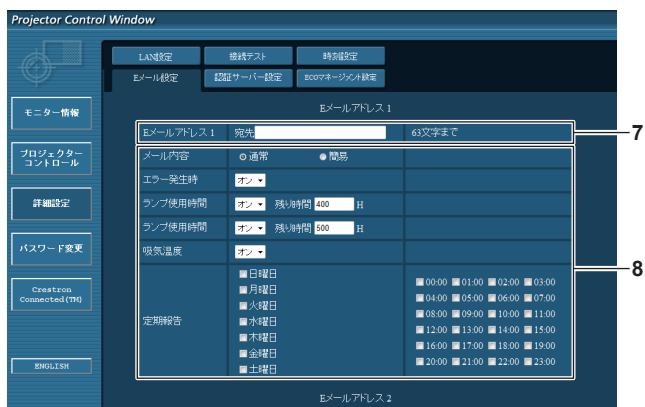 Projector Control Window
LAN設定 接続テスト 時刻設定
Eメール設定 認証サーバー設定 ECOマネージメント設定
モニター情報
プロジェクター
コントロール
詳細設定
パスワード変更
Crestron
Connected(TM)
ENGLISH
Eメールアドレス 1
Eメールアドレス 1 宛先 63文字まで
7
メール内容 通常 簡易
エラー発生時 オン
ランプ使用時間 オン 残り時間 400 H
ランプ使用時間 オン 残り時間 500 H
吸気温度 オン
8
定期報告
日曜日
月曜日
火曜日
水曜日
木曜日
金曜日
土曜日
00:00 01:00 02:00 03:00
04:00 05:00 06:00 07:00
08:00 09:00 10:00 11:00
12:00 13:00 14:00 15:00
16:00 17:00 18:00 19:00
20:00 21:00 22:00 23:00
Eメールアドレス 2